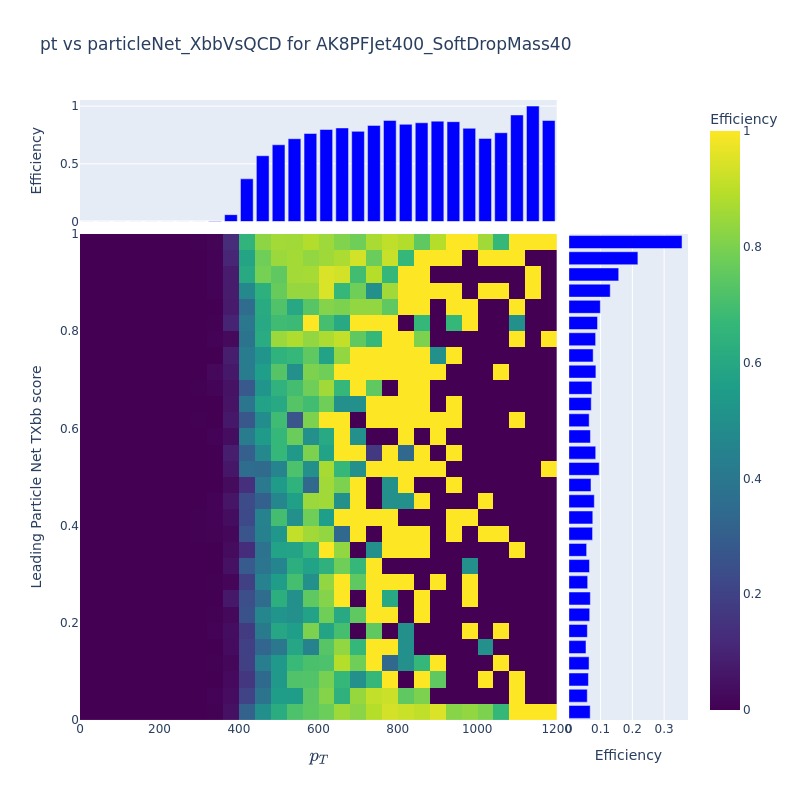 pt vs particleNet_XbbVsQCD for AK8PFJet400_SoftDropMass40
Efficiency
1
0.5
0
Efficiency
1
0.8
0.6
0.4
0.2
0
Leading Particle Net TXbb score
1
0.8
0.6
0.4
0.2
0
0 200 400 600 800 1000 1200
p_T
0 0.1 0.2 0.3
Efficiency